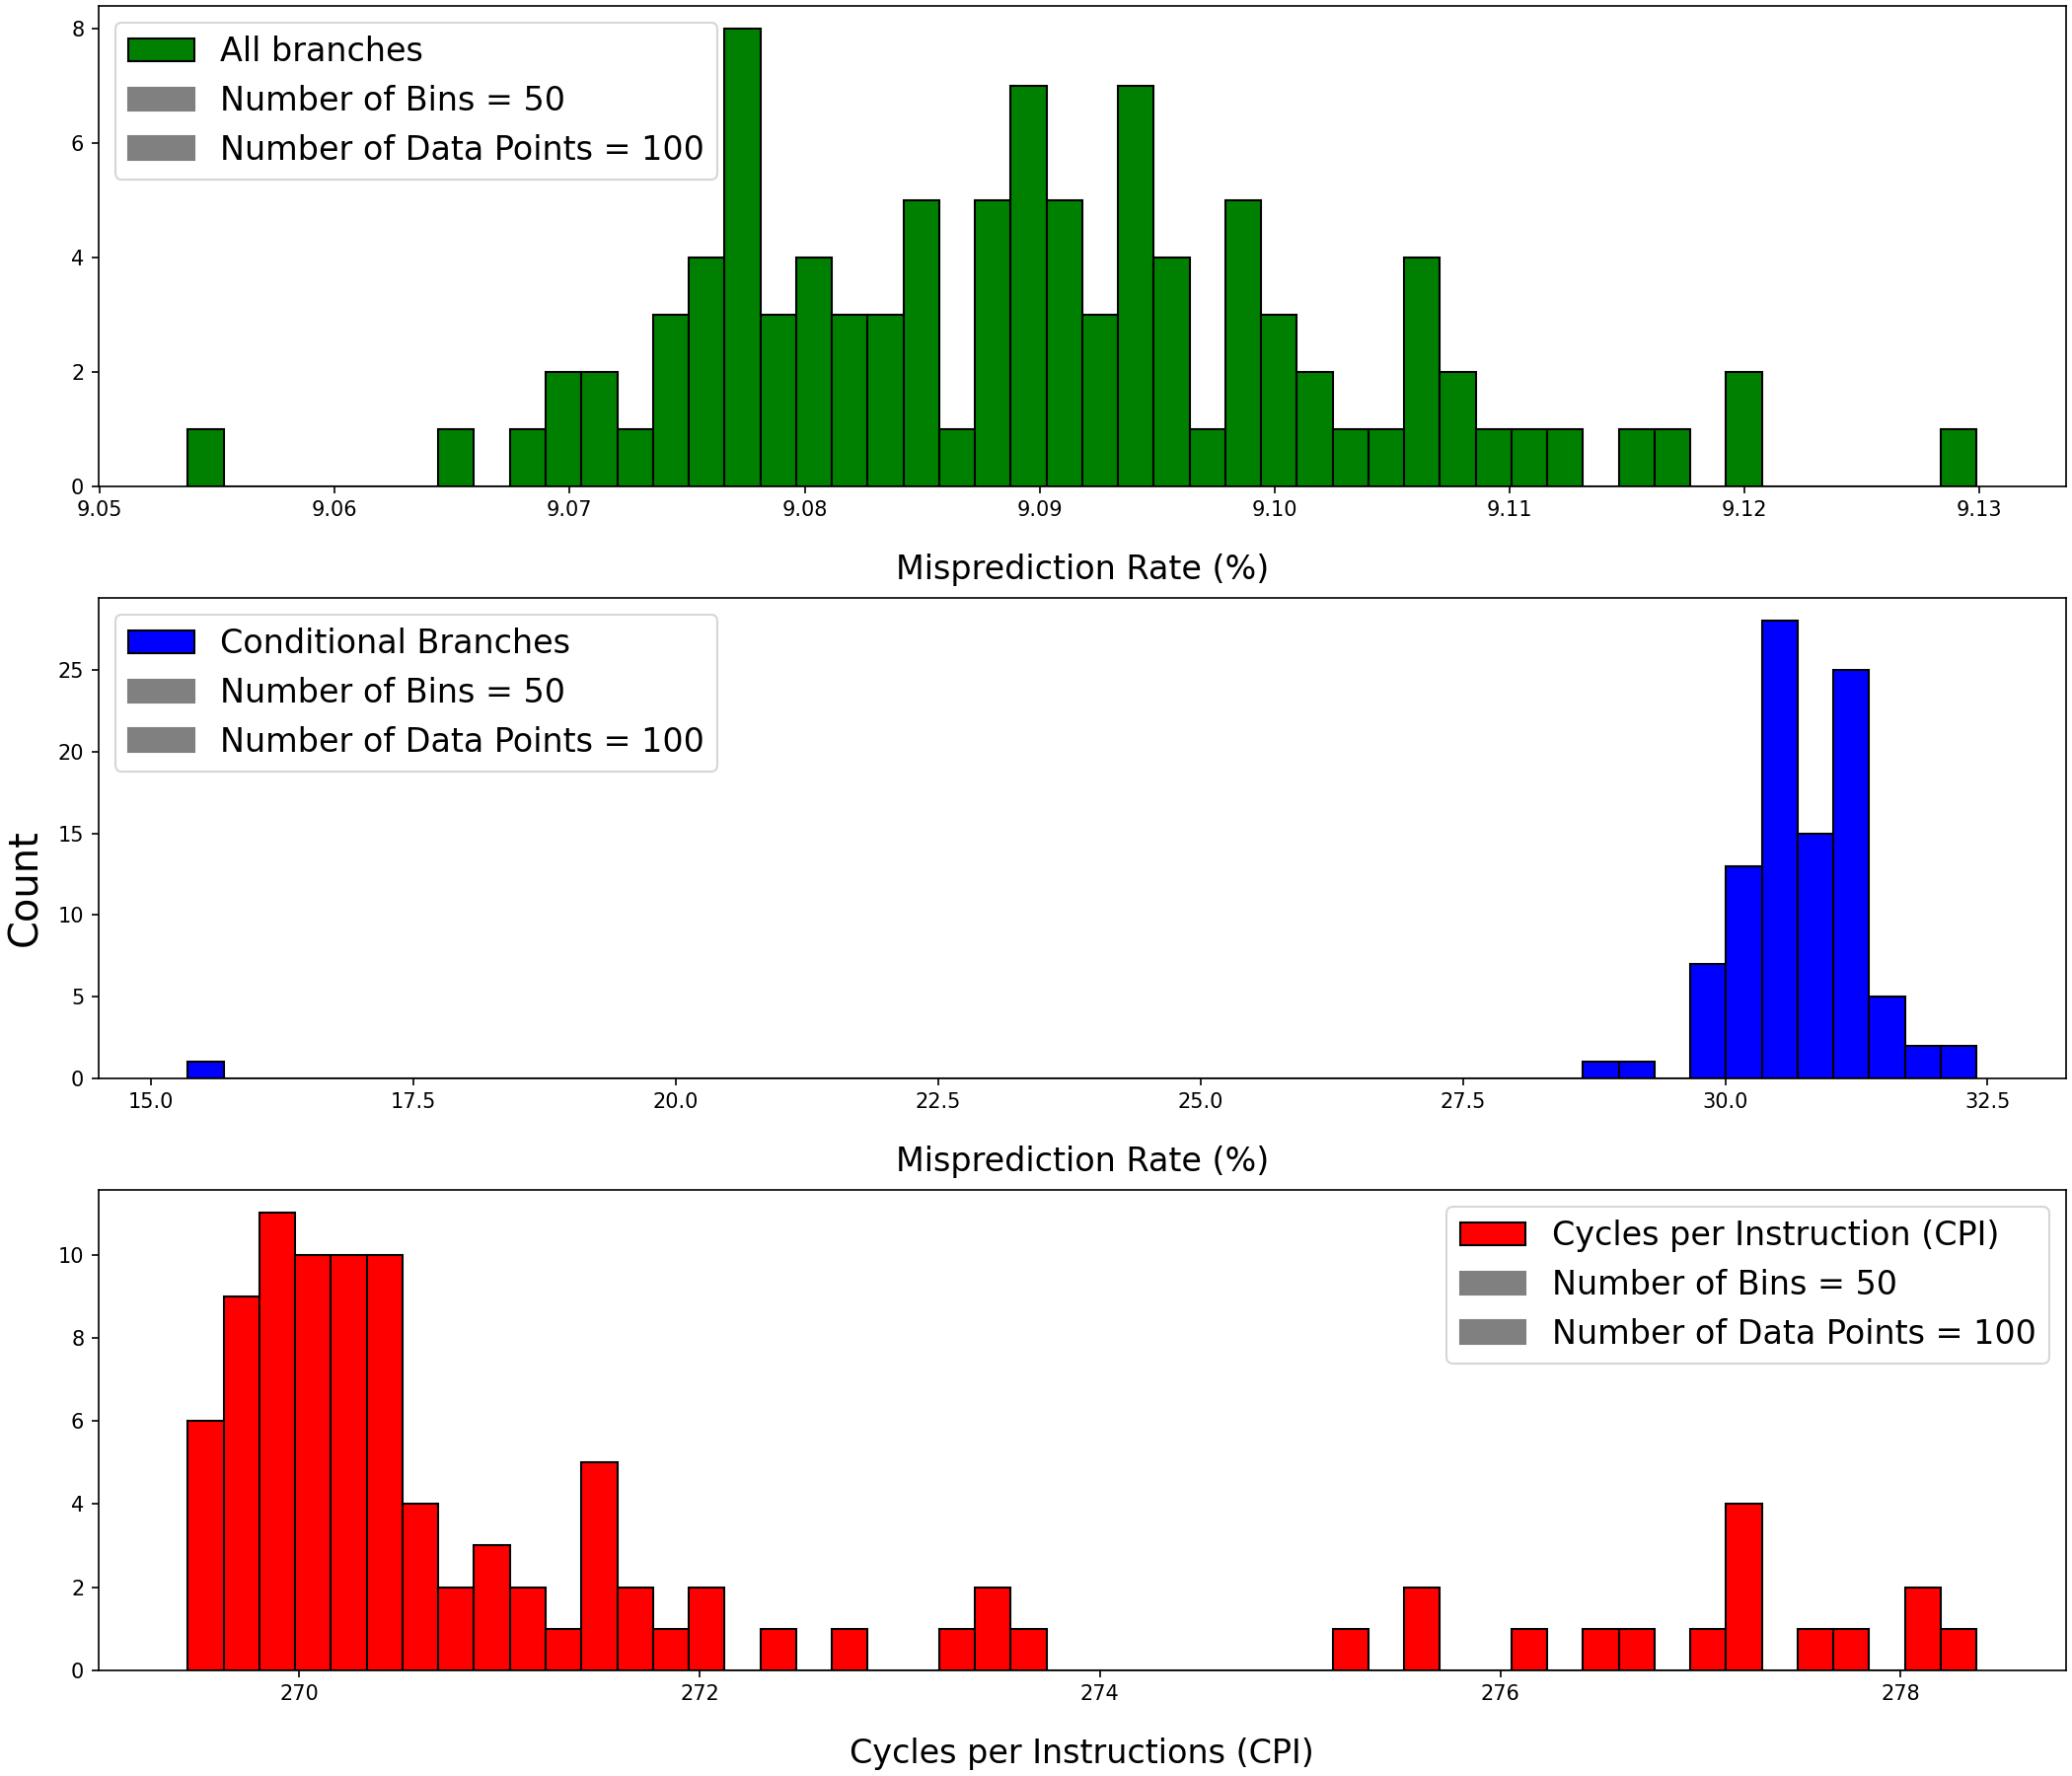 All branches
Number of Bins = 50
Number of Data Points = 100
8
6
4
2
0
9.05 9.06 9.07 9.08 9.09 9.10 9.11 9.12 9.13
Misprediction Rate (%)
Conditional Branches
Number of Bins = 50
Number of Data Points = 100
25
20
15
10
5
0
Count
15.0 17.5 20.0 22.5 25.0 27.5 30.0 32.5
Misprediction Rate (%)
Cycles per Instruction (CPI)
Number of Bins = 50
Number of Data Points = 100
10
8
6
4
2
0
270 272 274 276 278
Cycles per Instructions (CPI)